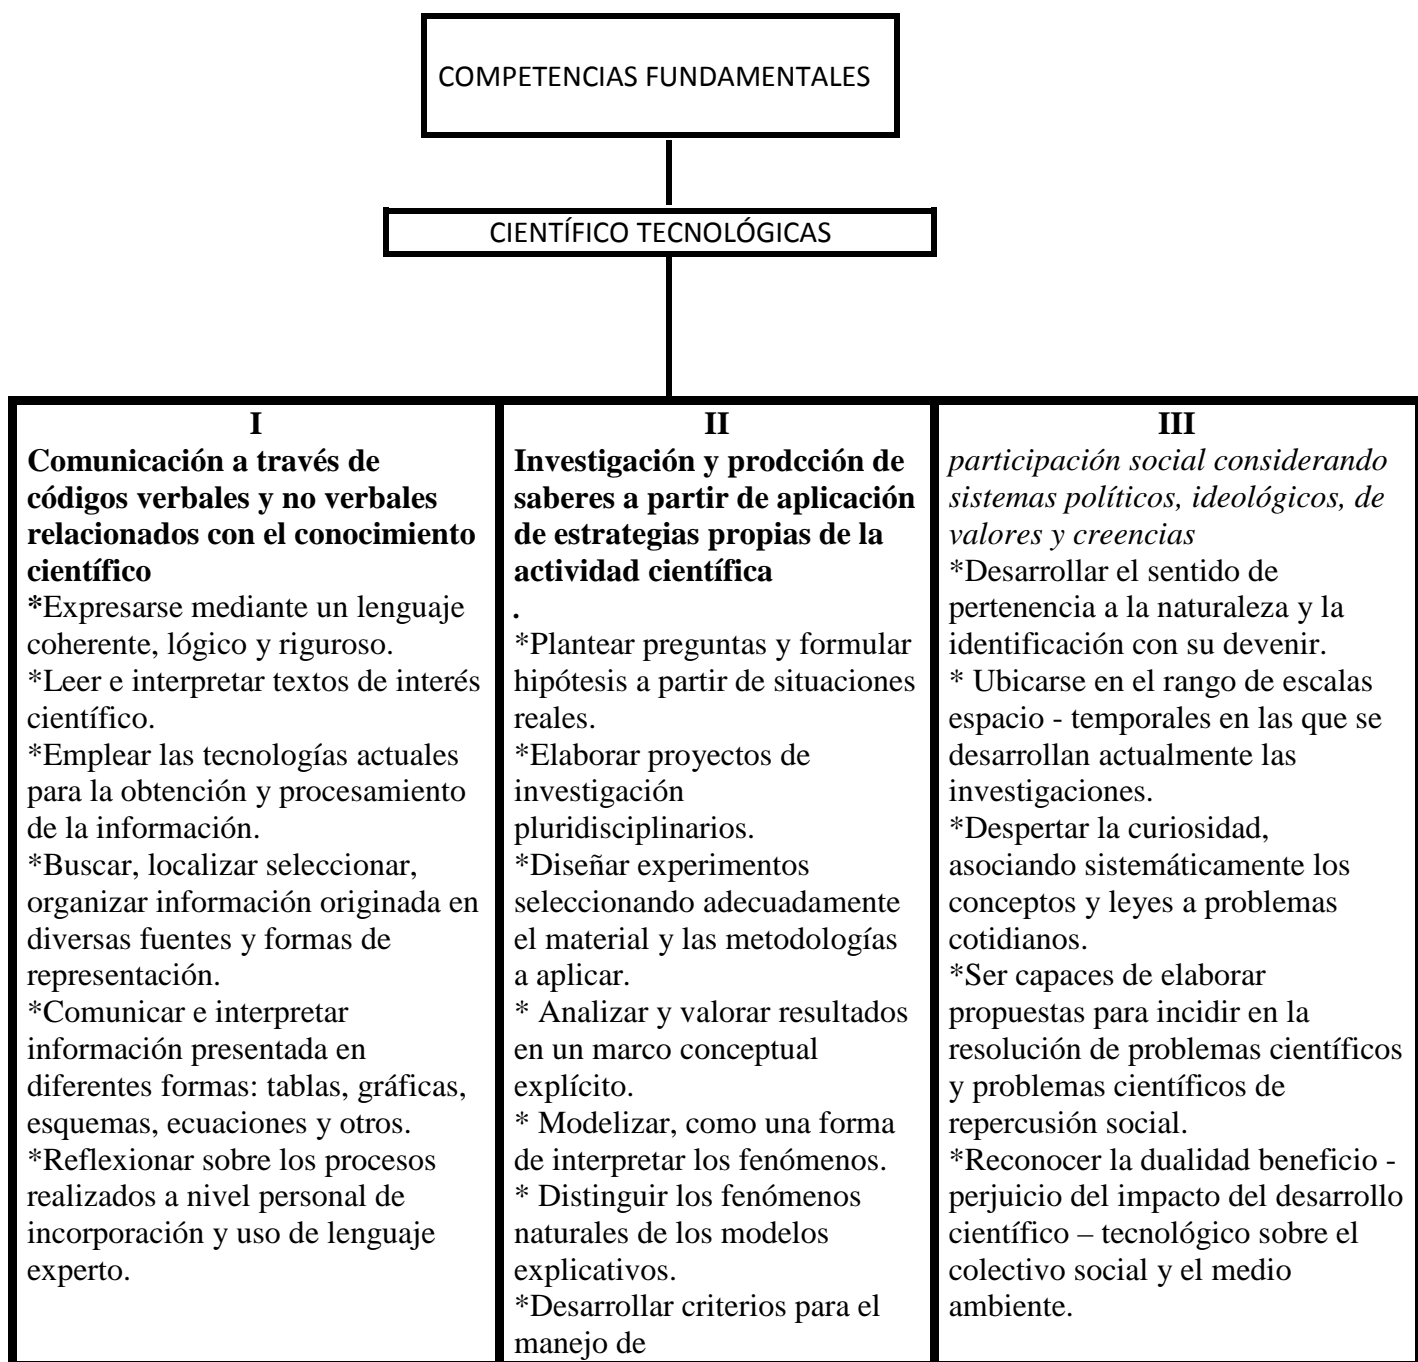 COMPETENCIAS FUNDAMENTALES
CIENTÍFICO TECNOLÓGICAS
I
Comunicación a través de
códigos verbales y no verbales
relacionados con el conocimiento
científico
*Expresarse mediante un lenguaje
coherente, lógico y riguroso.
*Leer e interpretar textos de interés
científico.
*Emplear las tecnologías actuales
para la obtención y procesamiento
de la información.
*Buscar, localizar seleccionar,
organizar información originada en
diversas fuentes y formas de
representación.
*Comunicar e interpretar
información presentada en
diferentes formas: tablas, gráficas,
esquemas, ecuaciones y otros.
*Reflexionar sobre los procesos
realizados a nivel personal de
incorporación y uso de lenguaje
experto.
II
Investigación y prodcción de
saberes a partir de aplicación
de estrategias propias de la
actividad científica
.
*Plantear preguntas y formular
hipótesis a partir de situaciones
reales.
*Elaborar proyectos de
investigación
pluridisciplinarios.
*Diseñar experimentos
seleccionando adecuadamente
el material y las metodologías
a aplicar.
* Analizar y valorar resultados
en un marco conceptual
explícito.
* Modelizar, como una forma
de interpretar los fenómenos.
* Distinguir los fenómenos
naturales de los modelos
explicativos.
*Desarrollar criterios para el
manejo de
III
participación social considerando
sistemas políticos, ideológicos, de
valores y creencias
*Desarrollar el sentido de
pertenencia a la naturaleza y la
identificación con su devenir.
* Ubicarse en el rango de escalas
espacio - temporales en las que se
desarrollan actualmente las
investigaciones.
*Despertar la curiosidad,
asociando sistemáticamente los
conceptos y leyes a problemas
cotidianos.
*Ser capaces de elaborar
propuestas para incidir en la
resolución de problemas científicos
y problemas científicos de
repercusión social.
*Reconocer la dualidad beneficio -
perjuicio del impacto del desarrollo
científico – tecnológico sobre el
colectivo social y el medio
ambiente.